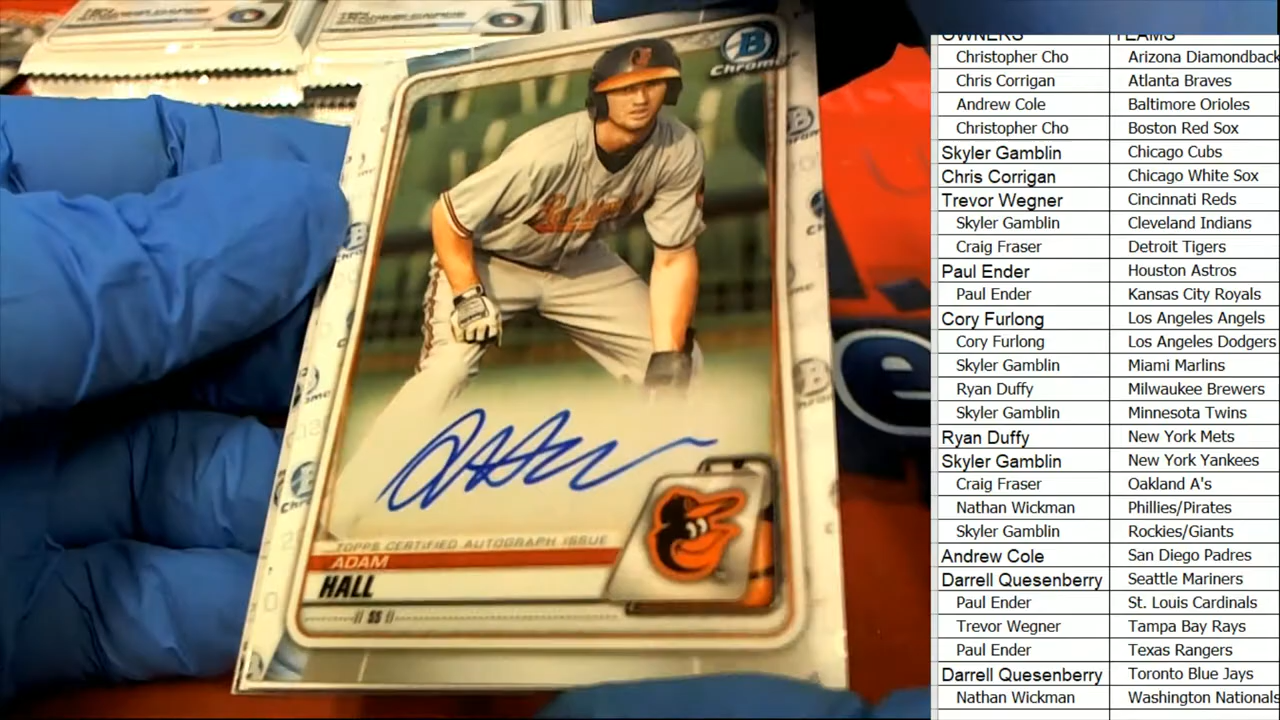 B
Chrome
TOPPS CERTIFIED AUTOGRAPH ISSUE
ADAM
HALL
SS
OWNERS TEAMS
Christopher Cho Arizona Diamondback
Chris Corrigan Atlanta Braves
Andrew Cole Baltimore Orioles
Christopher Cho Boston Red Sox
Skyler Gamblin Chicago Cubs
Chris Corrigan Chicago White Sox
Trevor Wegner Cincinnati Reds
Skyler Gamblin Cleveland Indians
Craig Fraser Detroit Tigers
Paul Ender Houston Astros
Paul Ender Kansas City Royals
Cory Furlong Los Angeles Angels
Cory Furlong Los Angeles Dodgers
Skyler Gamblin Miami Marlins
Ryan Duffy Milwaukee Brewers
Skyler Gamblin Minnesota Twins
Ryan Duffy New York Mets
Skyler Gamblin New York Yankees
Craig Fraser Oakland A's
Nathan Wickman Phillies/Pirates
Skyler Gamblin Rockies/Giants
Andrew Cole San Diego Padres
Darrell Quesenberry Seattle Mariners
Paul Ender St. Louis Cardinals
Trevor Wegner Tampa Bay Rays
Paul Ender Texas Rangers
Darrell Quesenberry Toronto Blue Jays
Nathan Wickman Washington Nationals